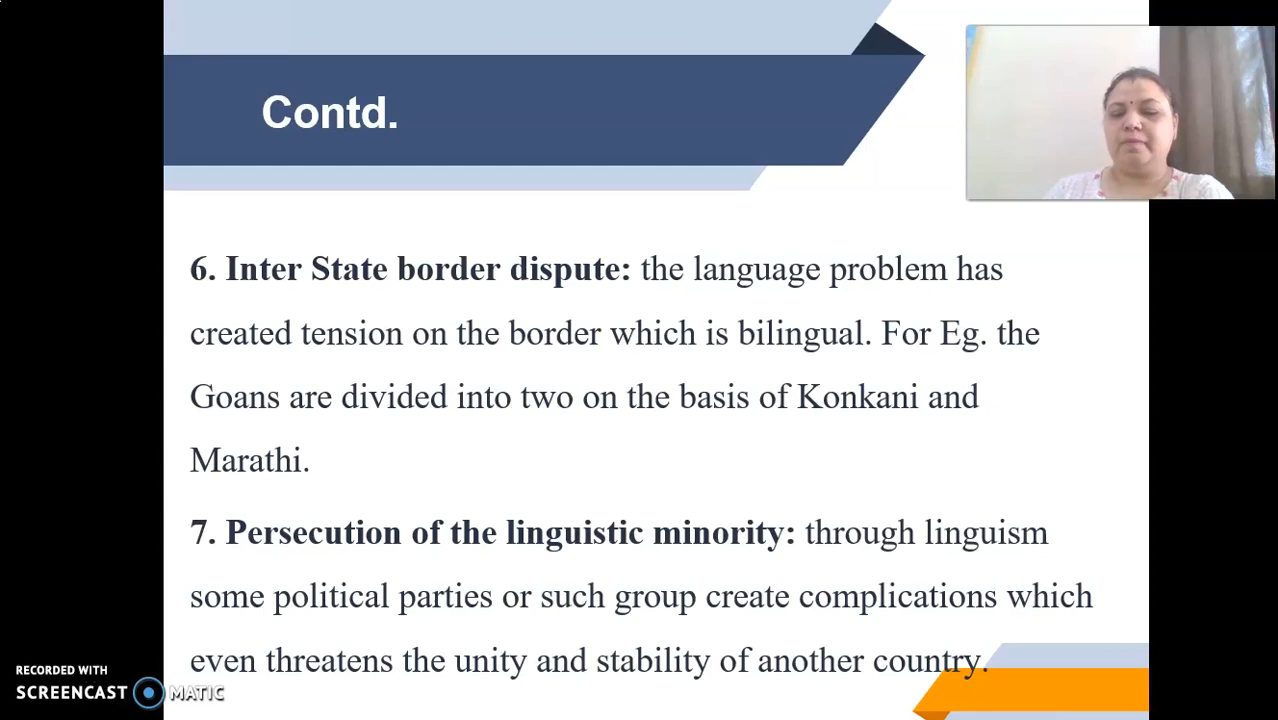 Contd.
6. Inter State border dispute: the language problem has
created tension on the border which is bilingual. For Eg. the
Goans are divided into two on the basis of Konkani and
Marathi.
7. Persecution of the linguistic minority: through linguism
some political parties or such group create complications which
even threatens the unity and stability of another country.
RECORDED WITH
SCREENCAST MATIC